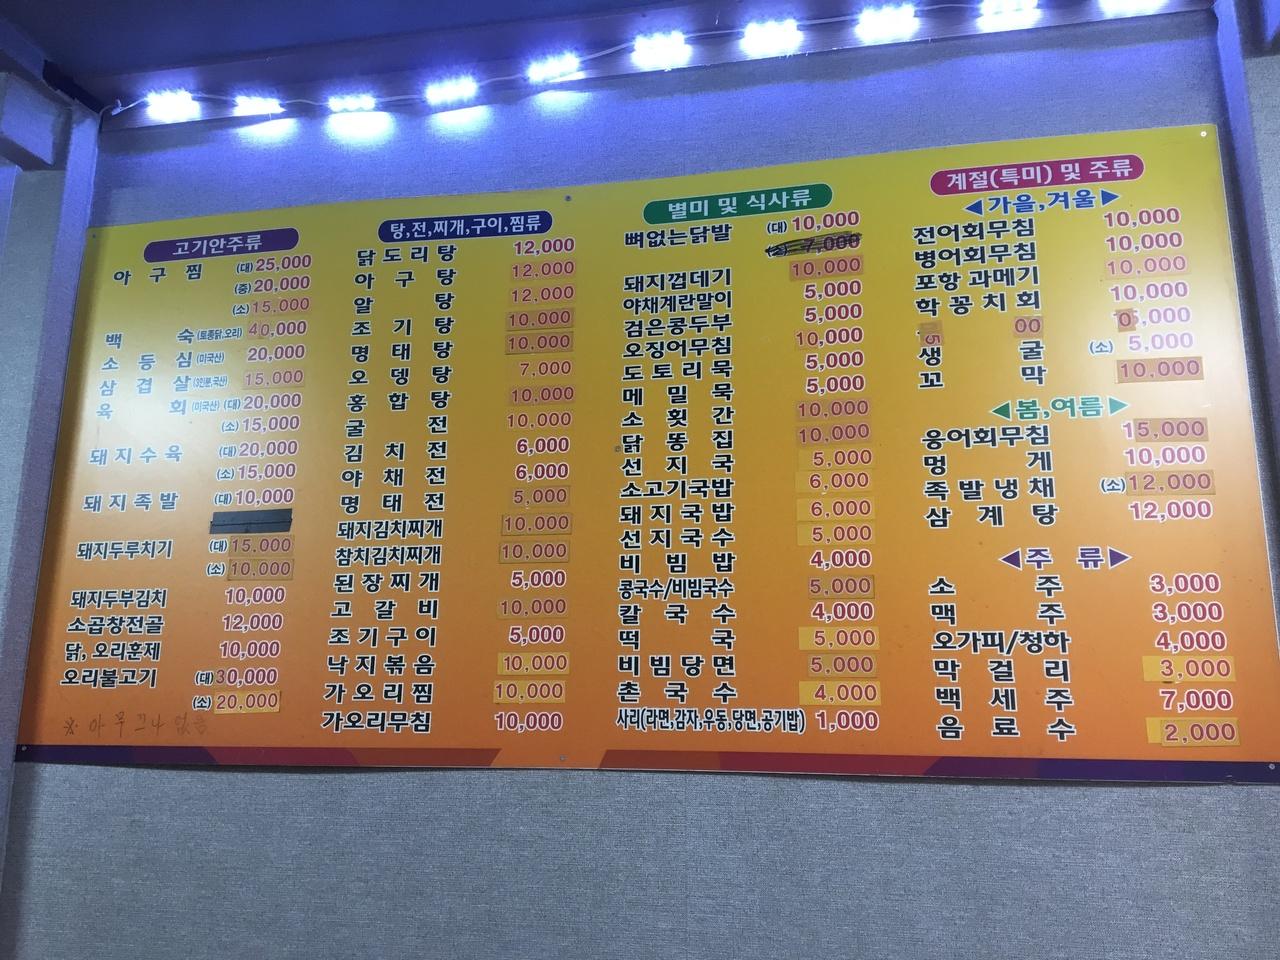 고기안주류
아 구 찜 (대) 25,000
(중) 20,000
(소) 15,000
백 숙 (토종닭,오리) 40,000
소 등 심 (미국산) 20,000
삼 겹 살 (3인분,국산) 15,000
육 회 (미국산) (대) 20,000
(소) 15,000
돼 지 수 육 (대) 20,000
(소) 15,000
돼 지 족 발 (대) 10,000
돼지두루치기 (대) 15,000
(소) 10,000
돼지두부김치 10,000
소곱창전골 12,000
닭, 오리훈제 10,000
오리불고기 (대) 30,000
(소) 20,000
탕,전,찌개,구이,찜류
닭 도 리 탕 12,000
아 구 탕 12,000
알 탕 12,000
조 기 탕 10,000
명 태 탕 10,000
오 뎅 탕 7,000
홍 합 탕 10,000
굴 전 10,000
김 치 전 6,000
야 채 전 6,000
명 태 전 5,000
돼지김치찌개 10,000
참치김치찌개 10,000
된 장 찌 개 5,000
고 갈 비 10,000
조 기 구 이 5,000
낙 지 볶 음 10,000
가 오 리 찜 10,000
가오리무침 10,000
별미 및 식사류
뼈없는닭발 (대) 10,000
(소) 7,000
돼지껍데기 10,000
야채계란말이 5,000
검은콩두부 5,000
오징어무침 10,000
도 토 리 묵 5,000
메 밀 묵 5,000
소 횟 간 10,000
닭 똥 집 10,000
선 지 국 5,000
소고기국밥 6,000
돼 지 국 밥 6,000
선 지 국 수 5,000
비 빔 밥 4,000
콩국수/비빔국수 5,000
칼 국 수 4,000
떡 국 5,000
비 빔 당 면 5,000
촌 국 수 4,000
사리(라면,감자,우동,당면,공기밥) 1,000
계절(특미) 및 주류
◀가을,겨울▶
전어회무침 10,000
병어회무침 10,000
포항 과메기 10,000
학 꽁 치 회 10,000
생 굴 (소) 5,000
꼬 막 10,000
◀봄,여름▶
웅어회무침 15,000
멍 게 10,000
족 발 냉 채 (소) 12,000
삼 계 탕 12,000
◀주 류▶
소 주 3,000
맥 주 3,000
오가피/청하 4,000
막 걸 리 3,000
백 세 주 7,000
음 료 수 2,000